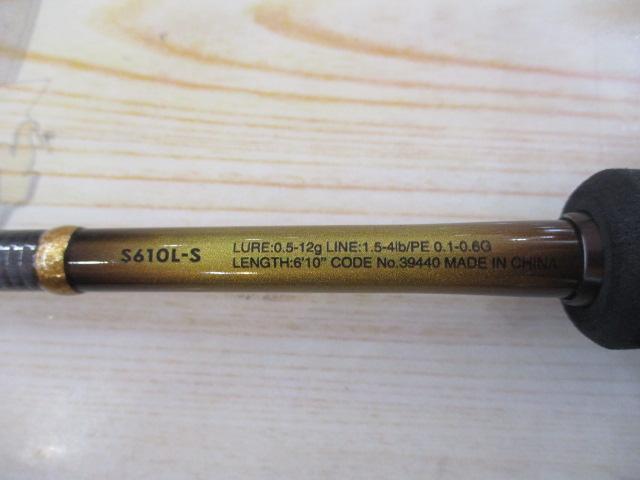 S610L-S
LURE:0.5-12g LINE:1.5-4lb/PE 0.1-0.6G
LENGTH:6'10" CODE No.39440 MADE IN CHINA